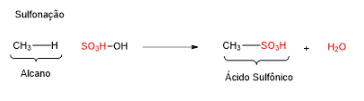 Sulfonação
CH₃—H SO₃H—OH CH₃—SO₃H + H₂O
Alcano Ácido Sulfônico